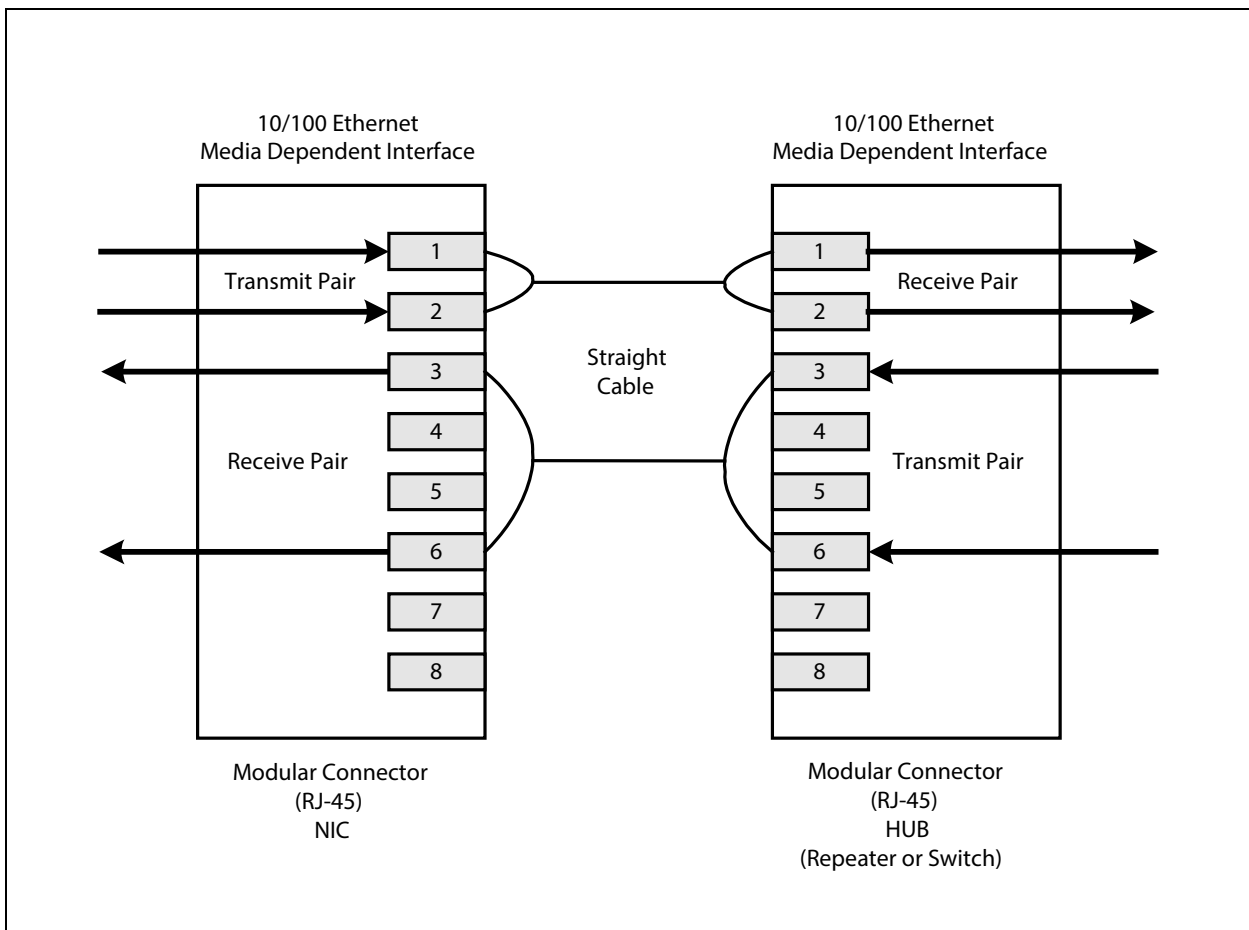 10/100 Ethernet
Media Dependent Interface
10/100 Ethernet
Media Dependent Interface
1
Transmit Pair
2
3
4
Receive Pair
5
6
7
8
Straight
Cable
1
Receive Pair
2
3
4
Transmit Pair
5
6
7
8
Modular Connector
(RJ-45)
NIC
Modular Connector
(RJ-45)
HUB
(Repeater or Switch)